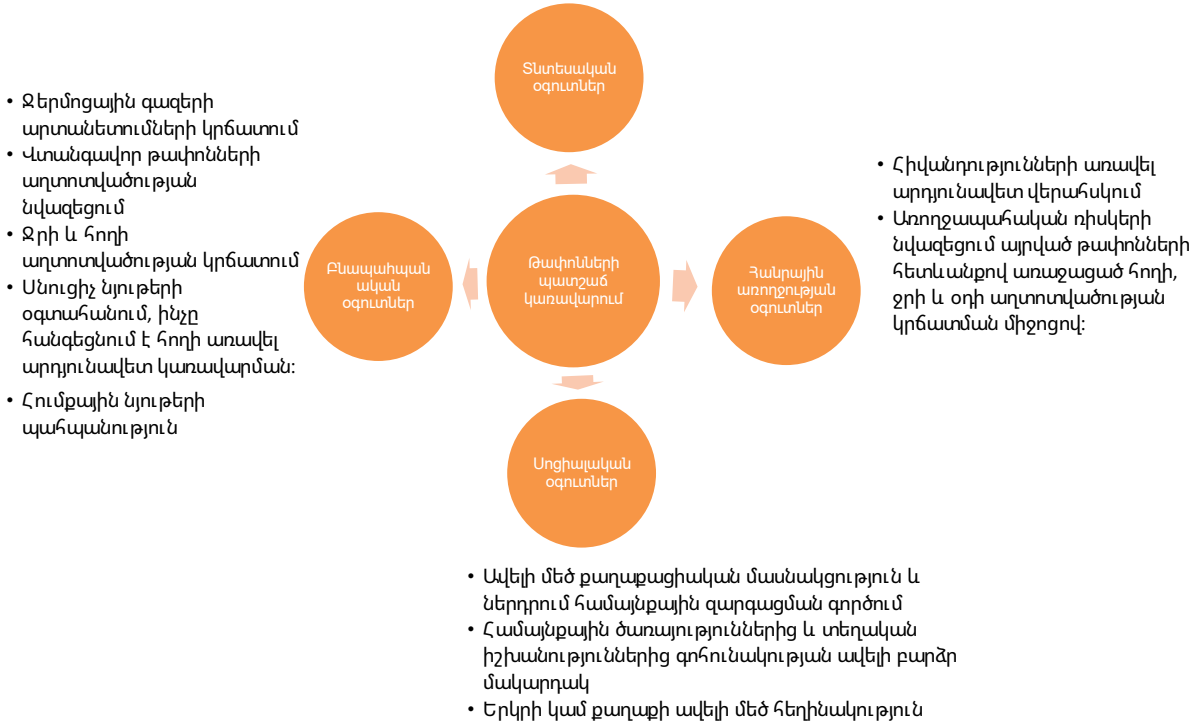 Տնտեսական
օգուտներ
• Ջերմոցային գազերի
արտանետումների կրճատում
• Վտանգավոր թափոնների
աղտոտվածության
նվազեցում
• Ջրի և հողի
աղտոտվածության կրճատում
• Սնուցիչ նյութերի
օգտահանում, ինչը
հանգեցնում է հողի առավել
արդյունավետ կառավարման:
• Հումքային նյութերի
պահպանություն
Բնապահպան
ական
օգուտներ
Թափոնների
պատշաճ
կառավարում
Հանրային
առողջության
օգուտներ
• Հիվանդությունների առավել
արդյունավետ վերահսկում
• Առողջապահական ռիսկերի
նվազեցում այրված թափոնների
հետևանքով առաջացած հողի,
ջրի և օդի աղտոտվածության
կրճատման միջոցով:
Սոցիալական
օգուտներ
• Ավելի մեծ քաղաքացիական մասնակցություն և
ներդրում համայնքային զարգացման գործում
• Համայնքային ծառայություններից և տեղական
իշխանություններից գոհունակության ավելի բարձր
մակարդակ
• Երկրի կամ քաղաքի ավելի մեծ հեղինակություն